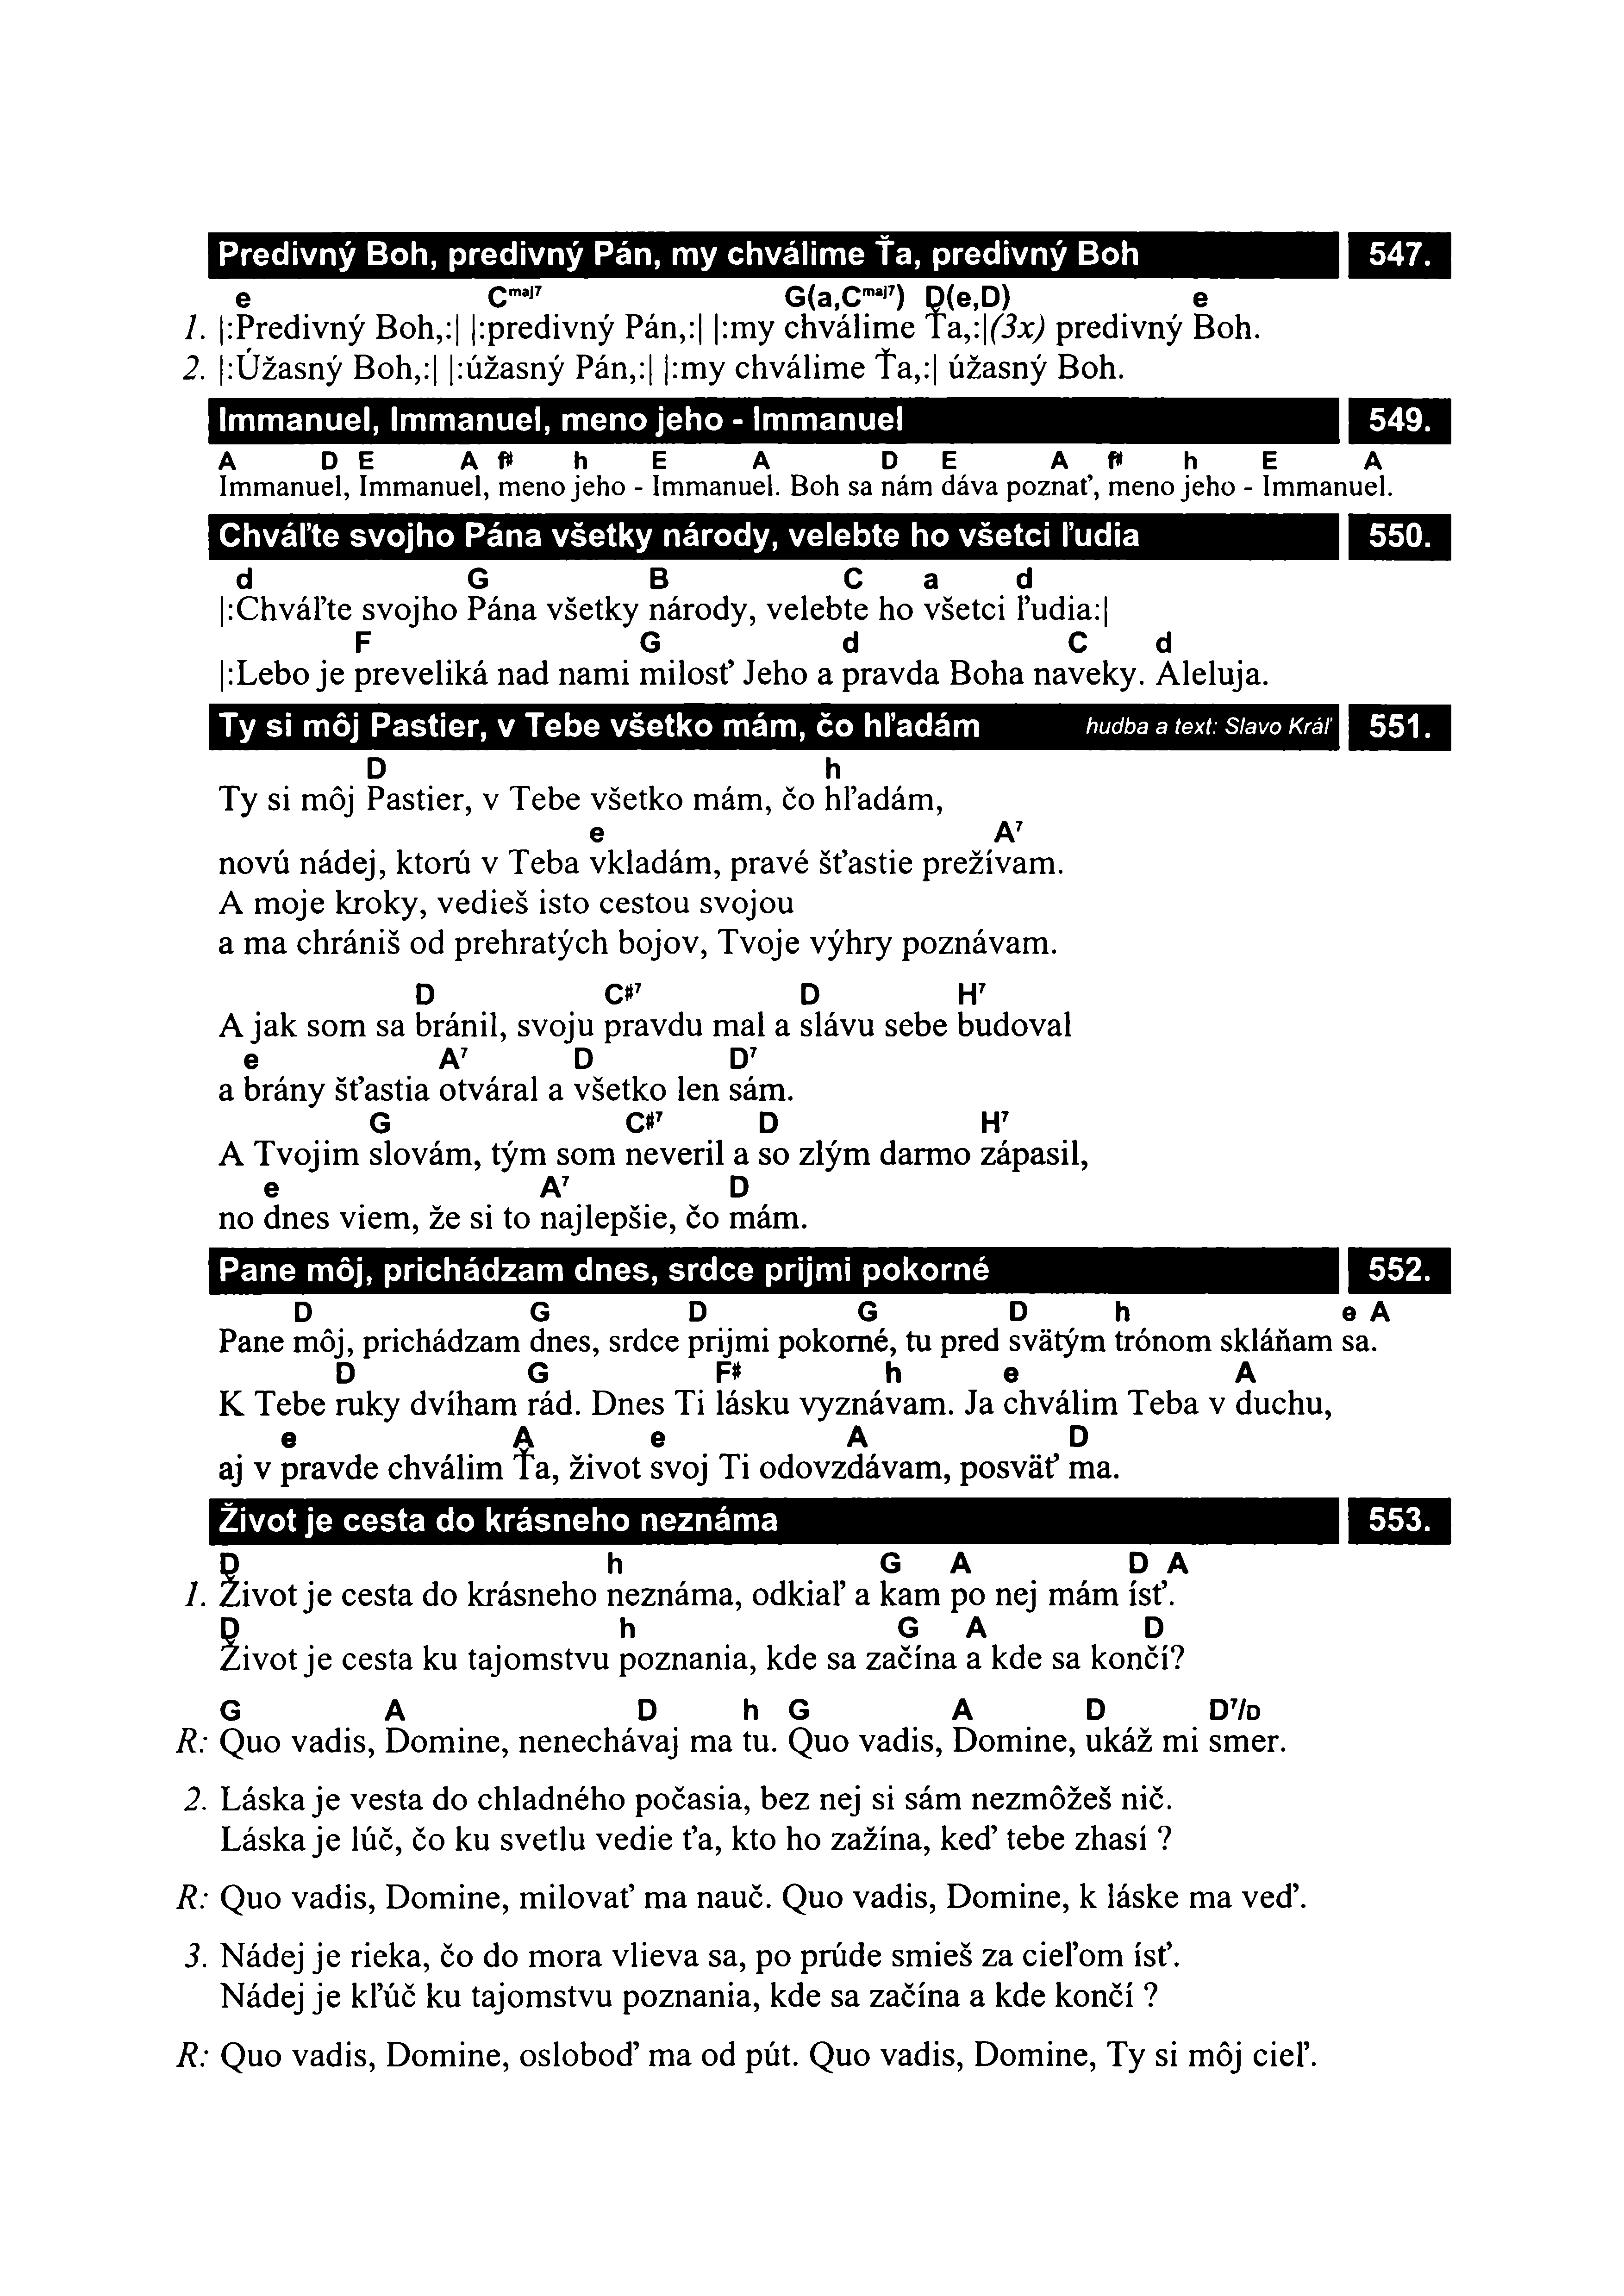 Predivný Boh, predivný Pán, my chválime Ťa, predivný Boh 547.
e Cmaj7 G(a,Cmaj7) D(e,D) e
1. |:Predivný Boh,:| |:predivný Pán,:| |:my chválime Ťa,:|(3x) predivný Boh.
2. |:Úžasný Boh,:| |:úžasný Pán,:| |:my chválime Ťa,:| úžasný Boh.
Immanuel, Immanuel, meno jeho - Immanuel 549.
A D E A f# h E A D E A f# h E A
Immanuel, Immanuel, meno jeho - Immanuel. Boh sa nám dáva poznať, meno jeho - Immanuel.
Chváľte svojho Pána všetky národy, velebte ho všetci ľudia 550.
d G B C a d
|:Chváľte svojho Pána všetky národy, velebte ho všetci ľudia:|
F G d C d
|:Lebo je preveliká nad nami milosť Jeho a pravda Boha naveky. Aleluja.
Ty si môj Pastier, v Tebe všetko mám, čo hľadám hudba a text: Slavo Kráľ 551.
D h
Ty si môj Pastier, v Tebe všetko mám, čo hľadám,
e A7
novú nádej, ktorú v Teba vkladám, pravé šťastie prežívam.
A moje kroky, vedieš isto cestou svojou
a ma chrániš od prehratých bojov, Tvoje výhry poznávam.
D C#7 D H7
A jak som sa bránil, svoju pravdu mal a slávu sebe budoval
e A7 D D7
a brány šťastia otváral a všetko len sám.
G C#7 D H7
A Tvojim slovám, tým som neveril a so zlým darmo zápasil,
e A7 D
no dnes viem, že si to najlepšie, čo mám.
Pane môj, prichádzam dnes, srdce prijmi pokorné 552.
D G D G D h e A
Pane môj, prichádzam dnes, srdce prijmi pokorné, tu pred svätým trónom skláňam sa.
D G F# h e A
K Tebe ruky dvíham rád. Dnes Ti lásku vyznávam. Ja chválim Teba v duchu,
e A e A D
aj v pravde chválim Ťa, život svoj Ti odovzdávam, posväť ma.
Život je cesta do krásneho neznáma 553.
D h G A D A
1. Život je cesta do krásneho neznáma, odkiaľ a kam po nej mám ísť.
D h G A D
Život je cesta ku tajomstvu poznania, kde sa začína a kde sa končí?
G A D h G A D D7/D
R: Quo vadis, Domine, nenechávaj ma tu. Quo vadis, Domine, ukáž mi smer.
2. Láska je vesta do chladného počasia, bez nej si sám nezmôžeš nič.
Láska je lúč, čo ku svetlu vedie ťa, kto ho zažína, keď tebe zhasí ?
R: Quo vadis, Domine, milovať ma nauč. Quo vadis, Domine, k láske ma veď.
3. Nádej je rieka, čo do mora vlieva sa, po prúde smieš za cieľom ísť.
Nádej je kľúč ku tajomstvu poznania, kde sa začína a kde končí ?
R: Quo vadis, Domine, osloboď ma od pút. Quo vadis, Domine, Ty si môj cieľ.